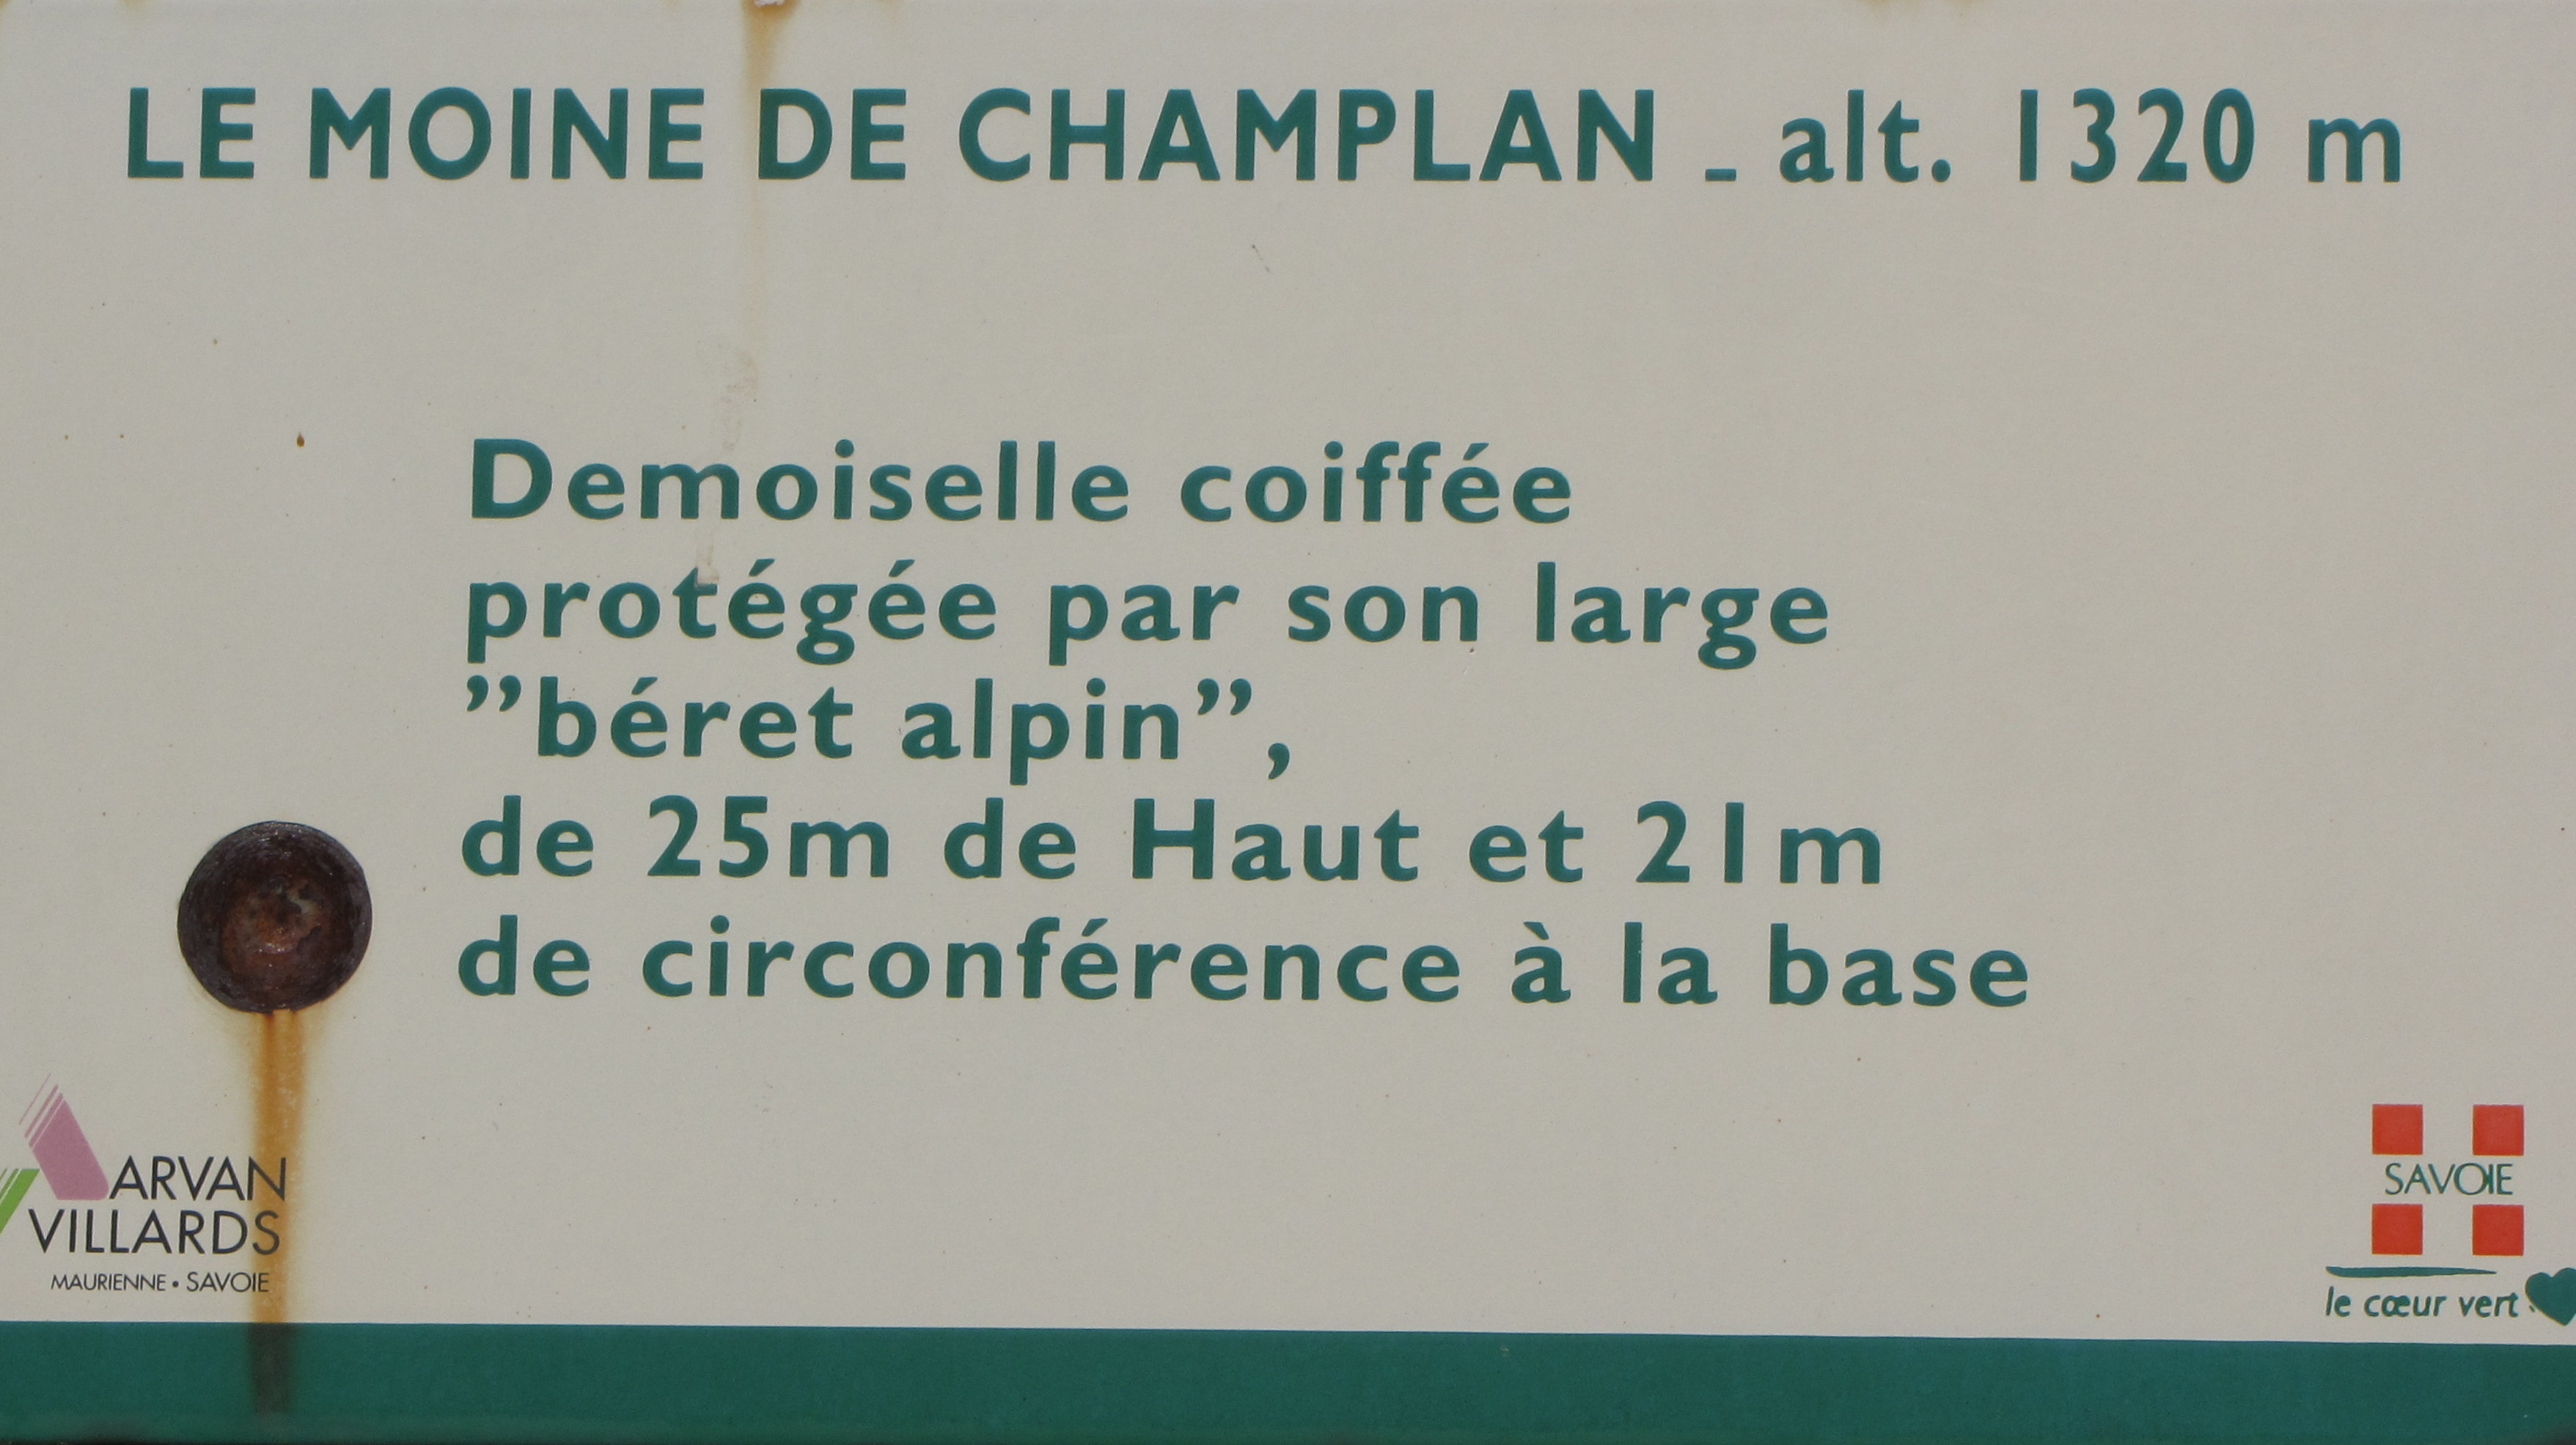 LE MOINE DE CHAMPLAN - alt. 1320 m
Demoiselle coiffée
protégée par son large
”béret alpin”,
de 25m de Haut et 21m
de circonférence à la base
ARVAN
VILLARDS
MAURIENNE • SAVOIE
SAVOIE
le cœur vert